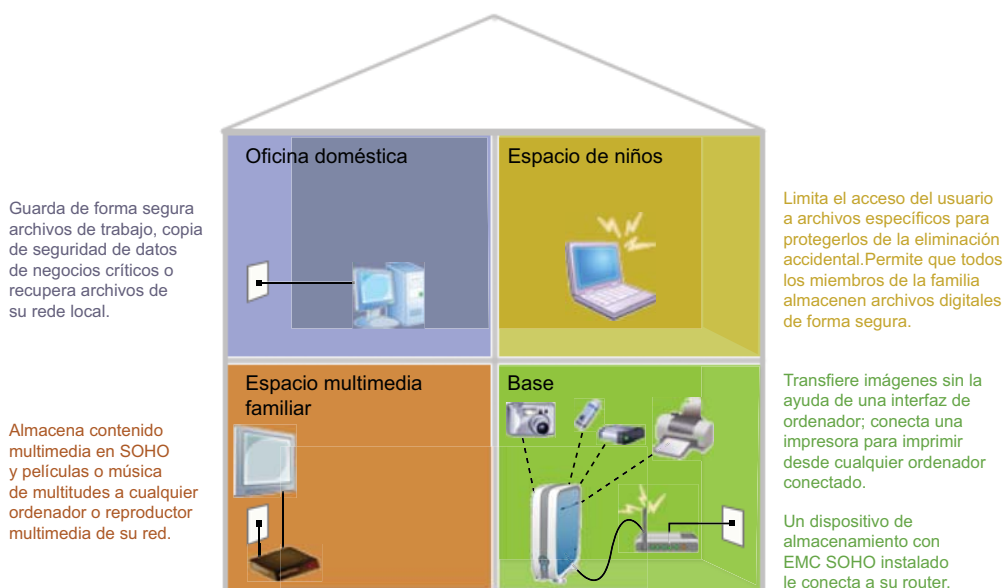 Oficina doméstica
Espacio de niños
Guarda de forma segura
archivos de trabajo, copia
de seguridad de datos
de negocios críticos o
recupera archivos de
su rede local.
Limita el acceso del usuario
a archivos específicos para
protegerlos de la eliminación
accidental.Permite que todos
los miembros de la familia
almacenen archivos digitales
de forma segura.
Espacio multimedia
familiar
Base
Almacena contenido
multimedia en SOHO
y películas o música
de multitudes a cualquier
ordenador o reproductor
multimedia de su red.
Transfiere imágenes sin la
ayuda de una interfaz de
ordenador; conecta una
impresora para imprimir
desde cualquier ordenador
conectado.
Un dispositivo de
almacenamiento con
EMC SOHO instalado
le conecta a su router.